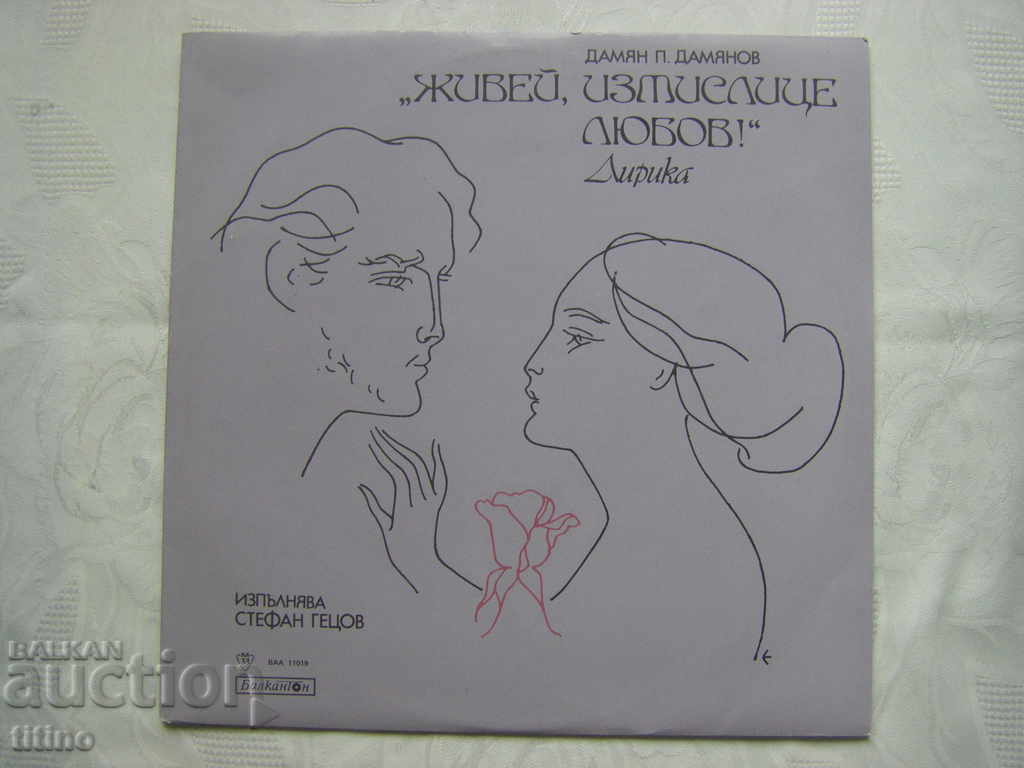 ДАМЯН П. ДАМЯНОВ
„ЖИВЕЙ, ИЗМИСЛИЦЕ
ЛЮБОВ!“
Лирика
ИЗПЪЛНЯВА
СТЕФАН ГЕЦОВ
ВАА 11019
Балкантон
BALKAN
auction
titino